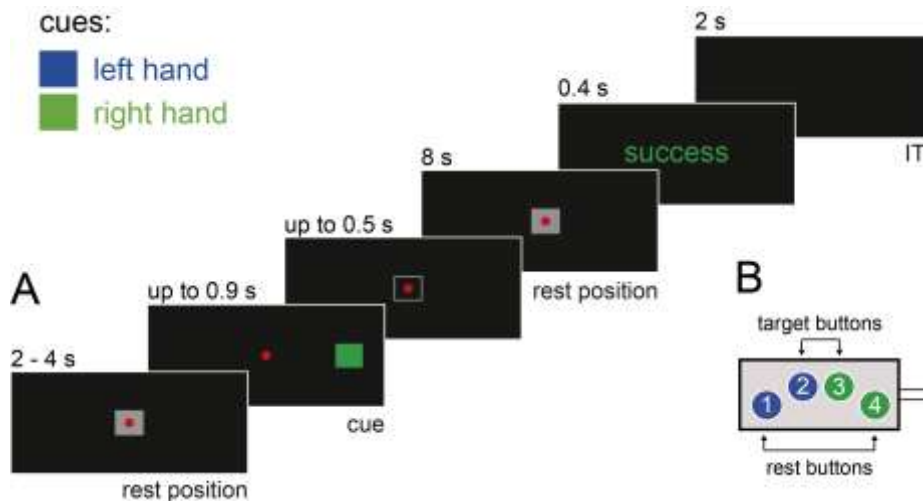 cues:
left hand
right hand
2 s
IT
0.4 s
success
8 s
rest position
up to 0.5 s
A
up to 0.9 s
cue
2 - 4 s
rest position
B
target buttons
1 2 3 4
rest buttons